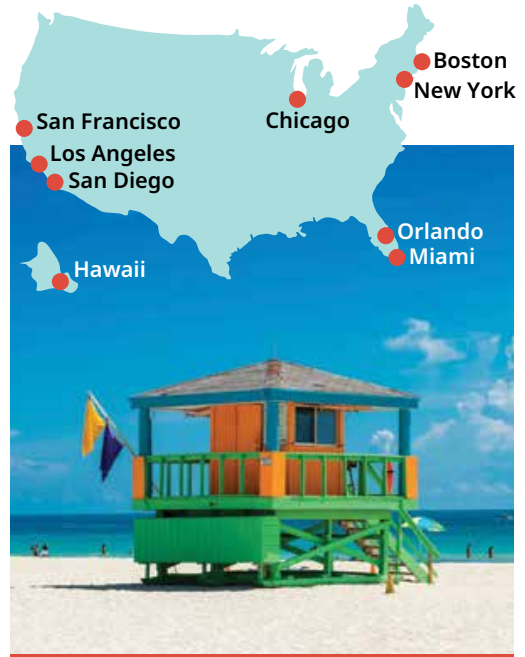 Boston
New York
Chicago
San Francisco
Los Angeles
San Diego
Orlando
Miami
Hawaii